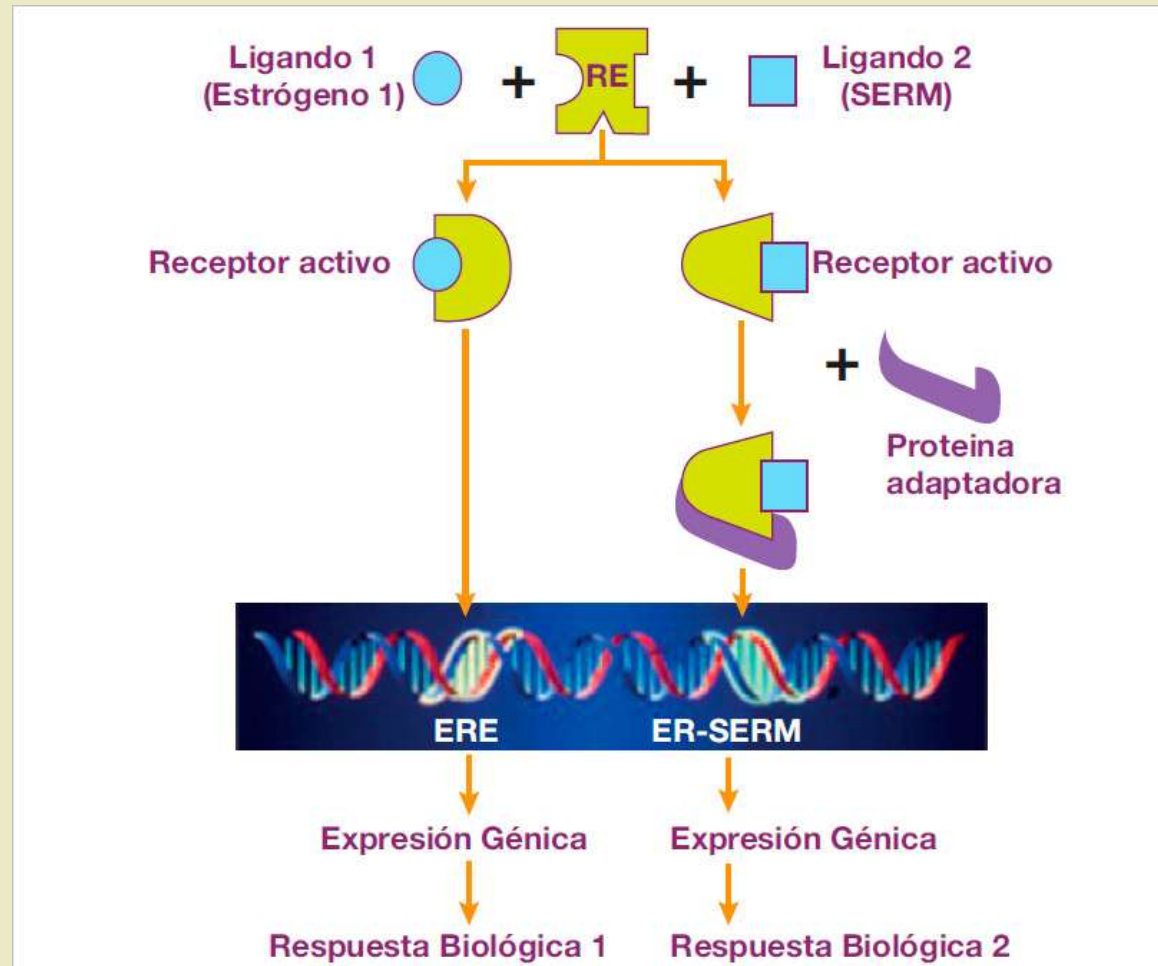 Ligando 1
(Estrógeno 1)
+
RE
+
Ligando 2
(SERM)
Receptor activo
Receptor activo
+
Proteina
adaptadora
ERE
ER-SERM
Expresión Génica
Expresión Génica
Respuesta Biológica 1
Respuesta Biológica 2